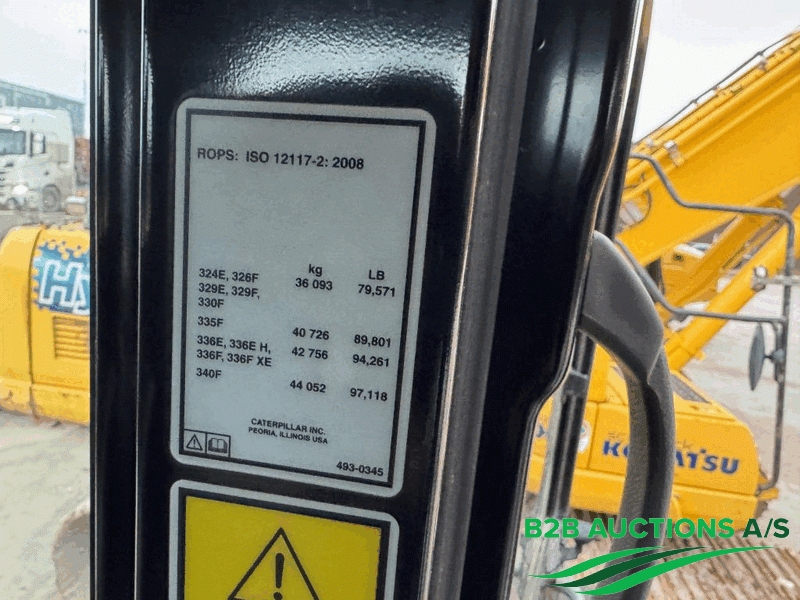 ROPS: ISO 12117-2: 2008
kg LB
324E, 326F 36 093 79,571
329E, 329F,
330F
335F 40 726 89,801
336E, 336E H, 42 756 94,261
336F, 336F XE
340F 44 052 97,118
CATERPILLAR INC.
PEORIA, ILLINOIS USA
493-0345
KOMATSU
B2B AUCTIONS A/S